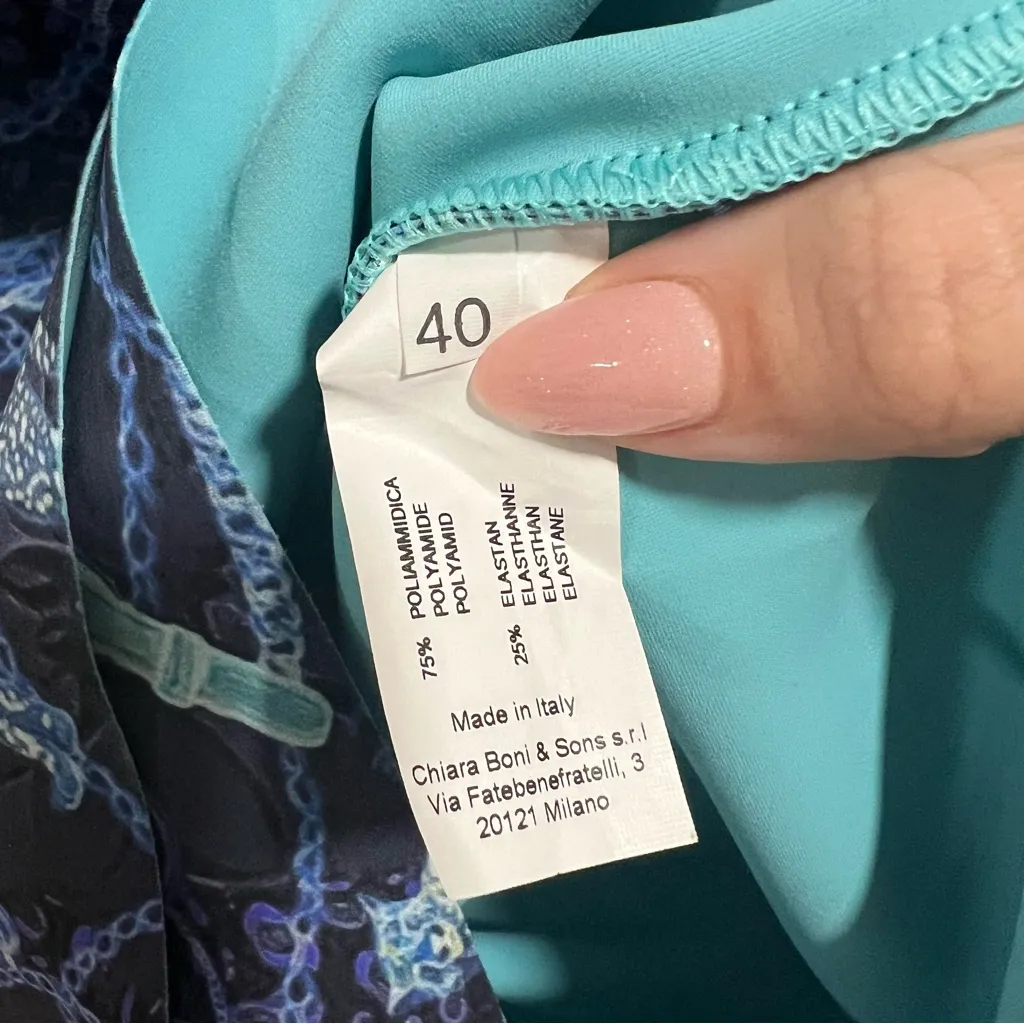 40
75% POLIAMMIDICA
POLYAMIDE
POLYAMID
25% ELASTAN
ELASTHANNE
ELASTHAN
ELASTANE
Made in Italy
Chiara Boni & Sons s.r.l
Via Fatebenefratelli, 3
20121 Milano